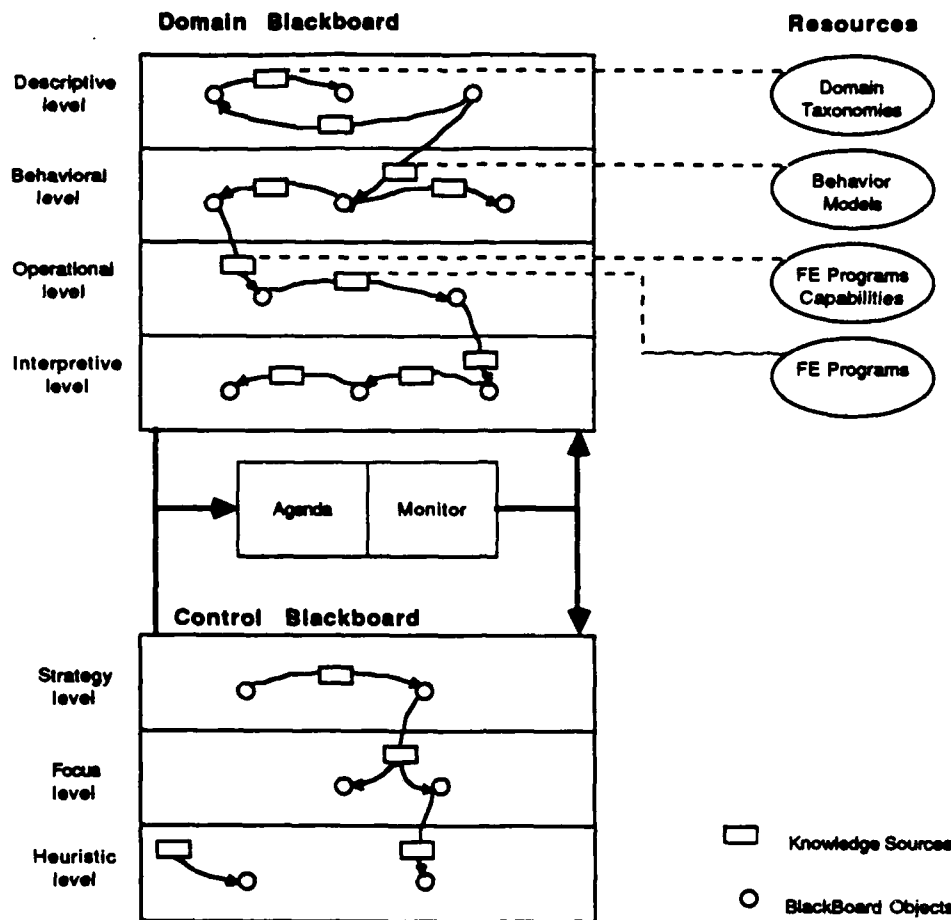 Domain Blackboard
Resources
Descriptive
level
Domain
Taxonomies
Behavioral
level
Behavior
Models
Operational
level
FE Programs
Capabilities
Interpretive
level
FE Programs
Agenda
Monitor
Control Blackboard
Strategy
level
Focus
level
Heuristic
level
Knowledge Sources
BlackBoard Objects